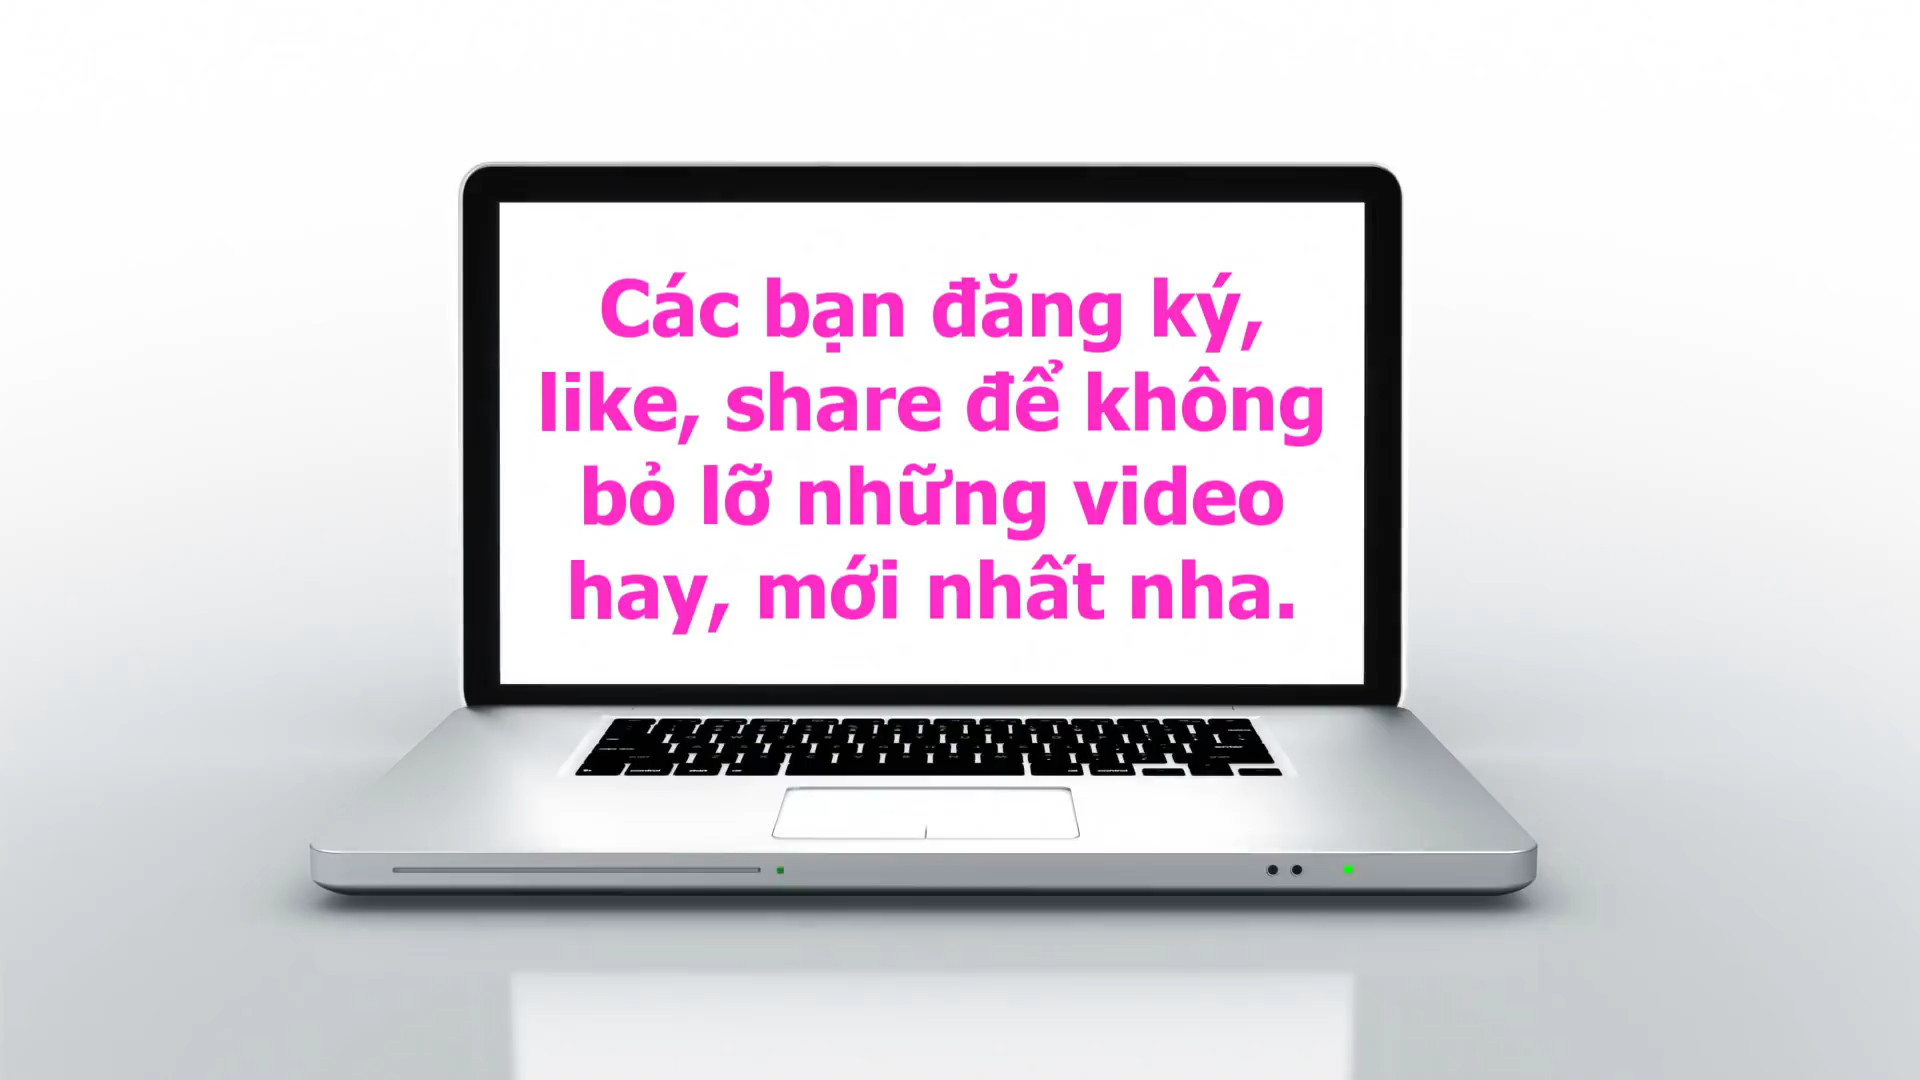 Các bạn đăng ký,
like, share để không
bỏ lỡ những video
hay, mới nhất nha.